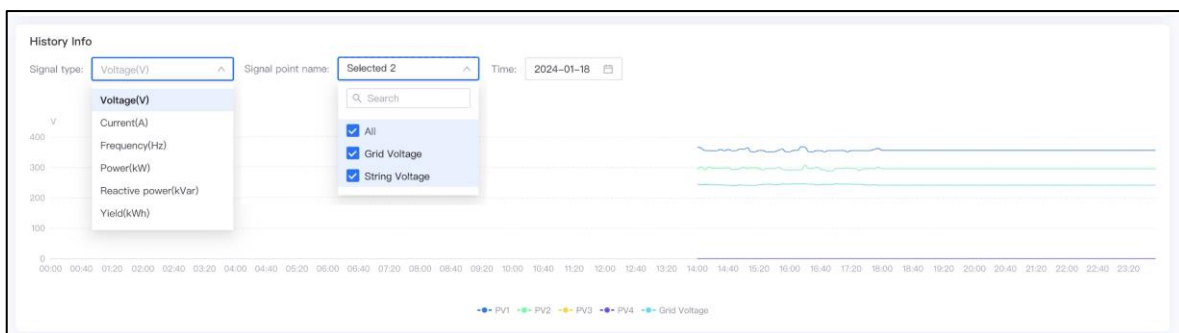 History Info
Signal type: Voltage(V) Signal point name: Selected 2 Time: 2024-01-18
Voltage(V)
Current(A)
Frequency(Hz)
Power(kW)
Reactive power(kVar)
Yield(kWh)
Search
All
Grid Voltage
String Voltage
V
400
300
200
100
0
00:00 00:40 01:20 02:00 02:40 03:20 04:00 04:40 05:20 06:00 06:40 07:20 08:00 08:40 09:20 10:00 10:40 11:20 12:00 12:40 13:20 14:00 14:40 15:20 16:00 16:40 17:20 18:00 18:40 19:20 20:00 20:40 21:20 22:00 22:40 23:20
PV1 PV2 PV3 PV4 Grid Voltage